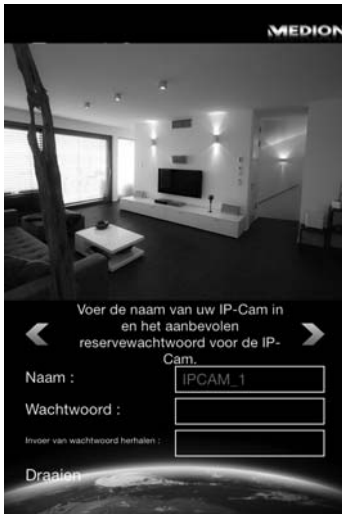 MEDION
Voer de naam van uw IP-Cam in
en het aanbevolen
reservewachtwoord voor de IP-
Cam.
Naam :
IPCAM_1
Wachtwoord :
Invoer van wachtwoord herhalen :
Draaien